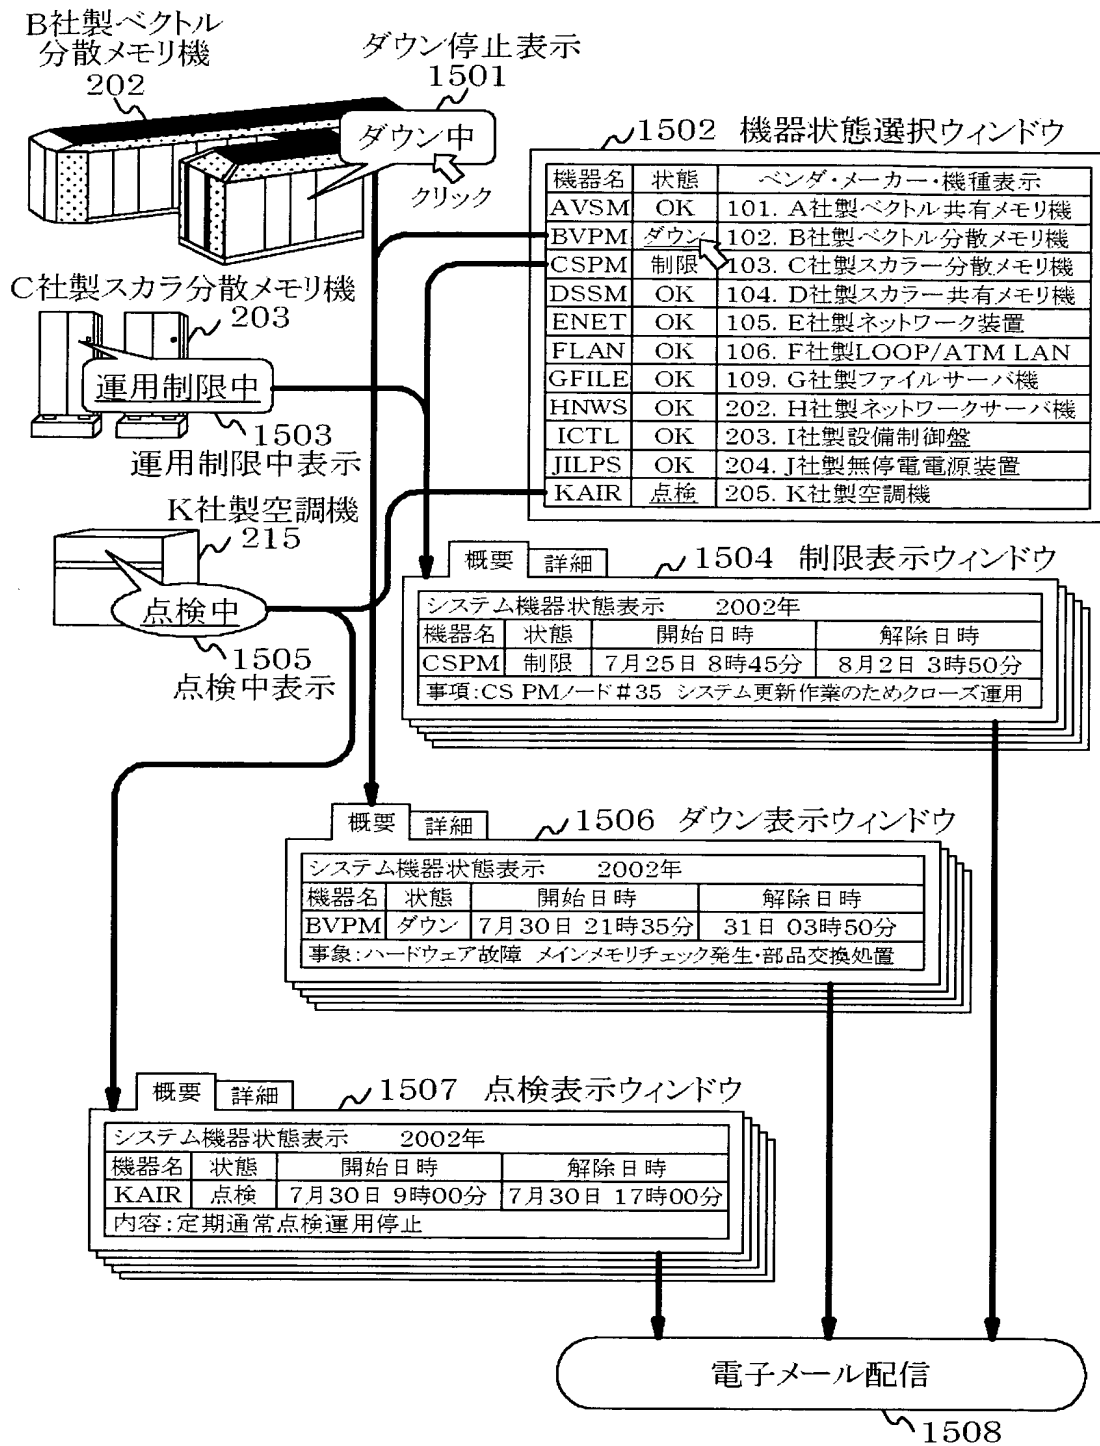 B社製ベクトル
分散メモリ機
202
ダウン停止表示
1501
ダウン中
クリック
1502 機器状態選択ウィンドウ
機器名 状態 ベンダ・メーカー・機種表示
AVSM OK 101. A社製ベクトル共有メモリ機
BVPM ダウン 102. B社製ベクトル分散メモリ機
CSPM 制限 103. C社製スカラー分散メモリ機
DSSM OK 104. D社製スカラー共有メモリ機
ENET OK 105. E社製ネットワーク装置
FLAN OK 106. F社製LOOP/ATM LAN
GFILE OK 109. G社製ファイルサーバ機
HNWS OK 202. H社製ネットワークサーバ機
ICTL OK 203. I社製設備制御盤
JILPS OK 204. J社製無停電電源装置
KAIR 点検 205. K社製空調機
C社製スカラ分散メモリ機
203
運用制限中
1503
運用制限中表示
K社製空調機
215
点検中
1505
点検中表示
概要 詳細 1504 制限表示ウィンドウ
システム機器状態表示 2002年
機器名 状態 開始日時 解除日時
CSPM 制限 7月25日 8時45分 8月2日 3時50分
事項:CS PMノード#35 システム更新作業のためクローズ運用
概要 詳細 1506 ダウン表示ウィンドウ
システム機器状態表示 2002年
機器名 状態 開始日時 解除日時
BVPM ダウン 7月30日 21時35分 31日 03時50分
事象:ハードウェア故障 メインメモリチェック発生・部品交換処置
概要 詳細 1507 点検表示ウィンドウ
システム機器状態表示 2002年
機器名 状態 開始日時 解除日時
KAIR 点検 7月30日 9時00分 7月30日 17時00分
内容:定期通常点検運用停止
電子メール配信
1508